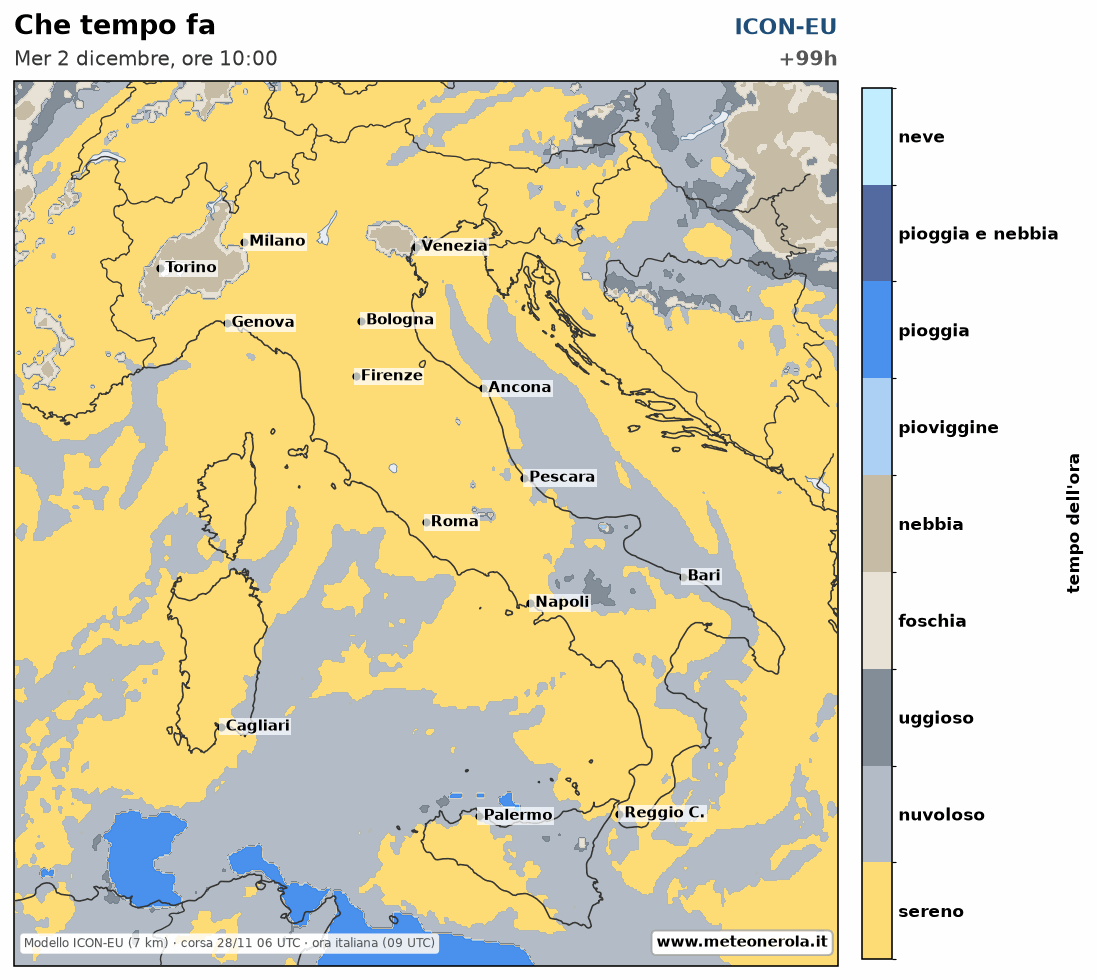 Che tempo fa
ICON-EU
Mer 2 dicembre, ore 10:00
+99h
neve
pioggia e nebbia
pioggia
pioviggine
nebbia
foschia
uggioso
nuvoloso
sereno
tempo dell'ora
Milano
Venezia
Torino
Genova
Bologna
Firenze
Ancona
Pescara
Roma
Bari
Napoli
Cagliari
Palermo
Reggio C.
Modello ICON-EU (7 km) · corsa 28/11 06 UTC · ora italiana (09 UTC)
www.meteonerola.it